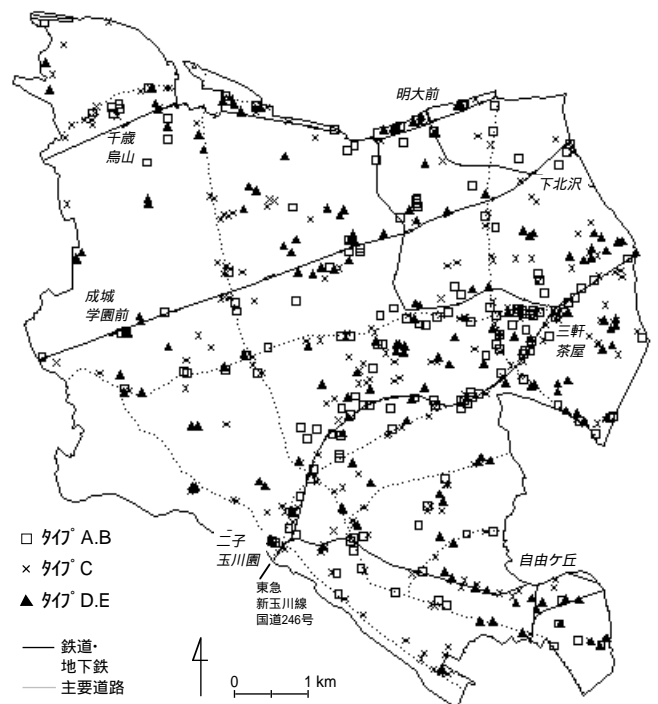 明大前
千歳
烏山
下北沢
成城
学園前
三軒
茶屋
二子
玉川園
自由ケ丘
東急
新玉川線
国道246号
□ ﾀｲﾌﾟ A.B
× ﾀｲﾌﾟ C
▲ ﾀｲﾌﾟ D.E
鉄道・
地下鉄
主要道路
0 1 km